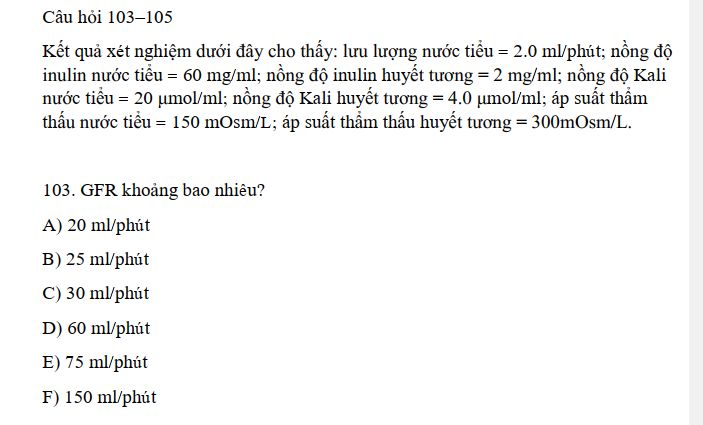 Câu hỏi 103–105
Kết quả xét nghiệm dưới đây cho thấy: lưu lượng nước tiểu = 2.0 ml/phút; nồng độ
inulin nước tiểu = 60 mg/ml; nồng độ inulin huyết tương = 2 mg/ml; nồng độ Kali
nước tiểu = 20 μmol/ml; nồng độ Kali huyết tương = 4.0 μmol/ml; áp suất thẩm
thấu nước tiểu = 150 mOsm/L; áp suất thẩm thấu huyết tương = 300mOsm/L.
103. GFR khoảng bao nhiêu?
A) 20 ml/phút
B) 25 ml/phút
C) 30 ml/phút
D) 60 ml/phút
E) 75 ml/phút
F) 150 ml/phút